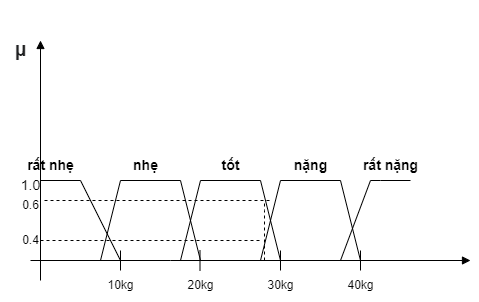 μ
rất nhẹ nhẹ tốt nặng rất nặng
1.0
0.6
0.4
10kg 20kg 30kg 40kg